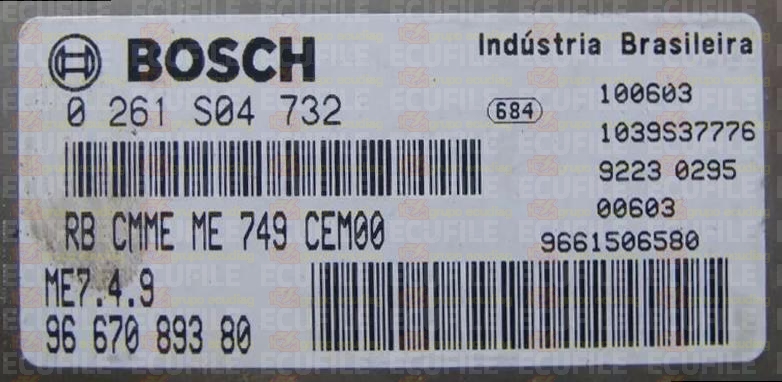 BOSCH
Indústria Brasileira
0 261 S04 732
684
100603
1039S37776
9223 0295
00603
9661506580
RB CMME ME 749 CEM00
ME7.4.9
96 670 893 80
ECUFILE